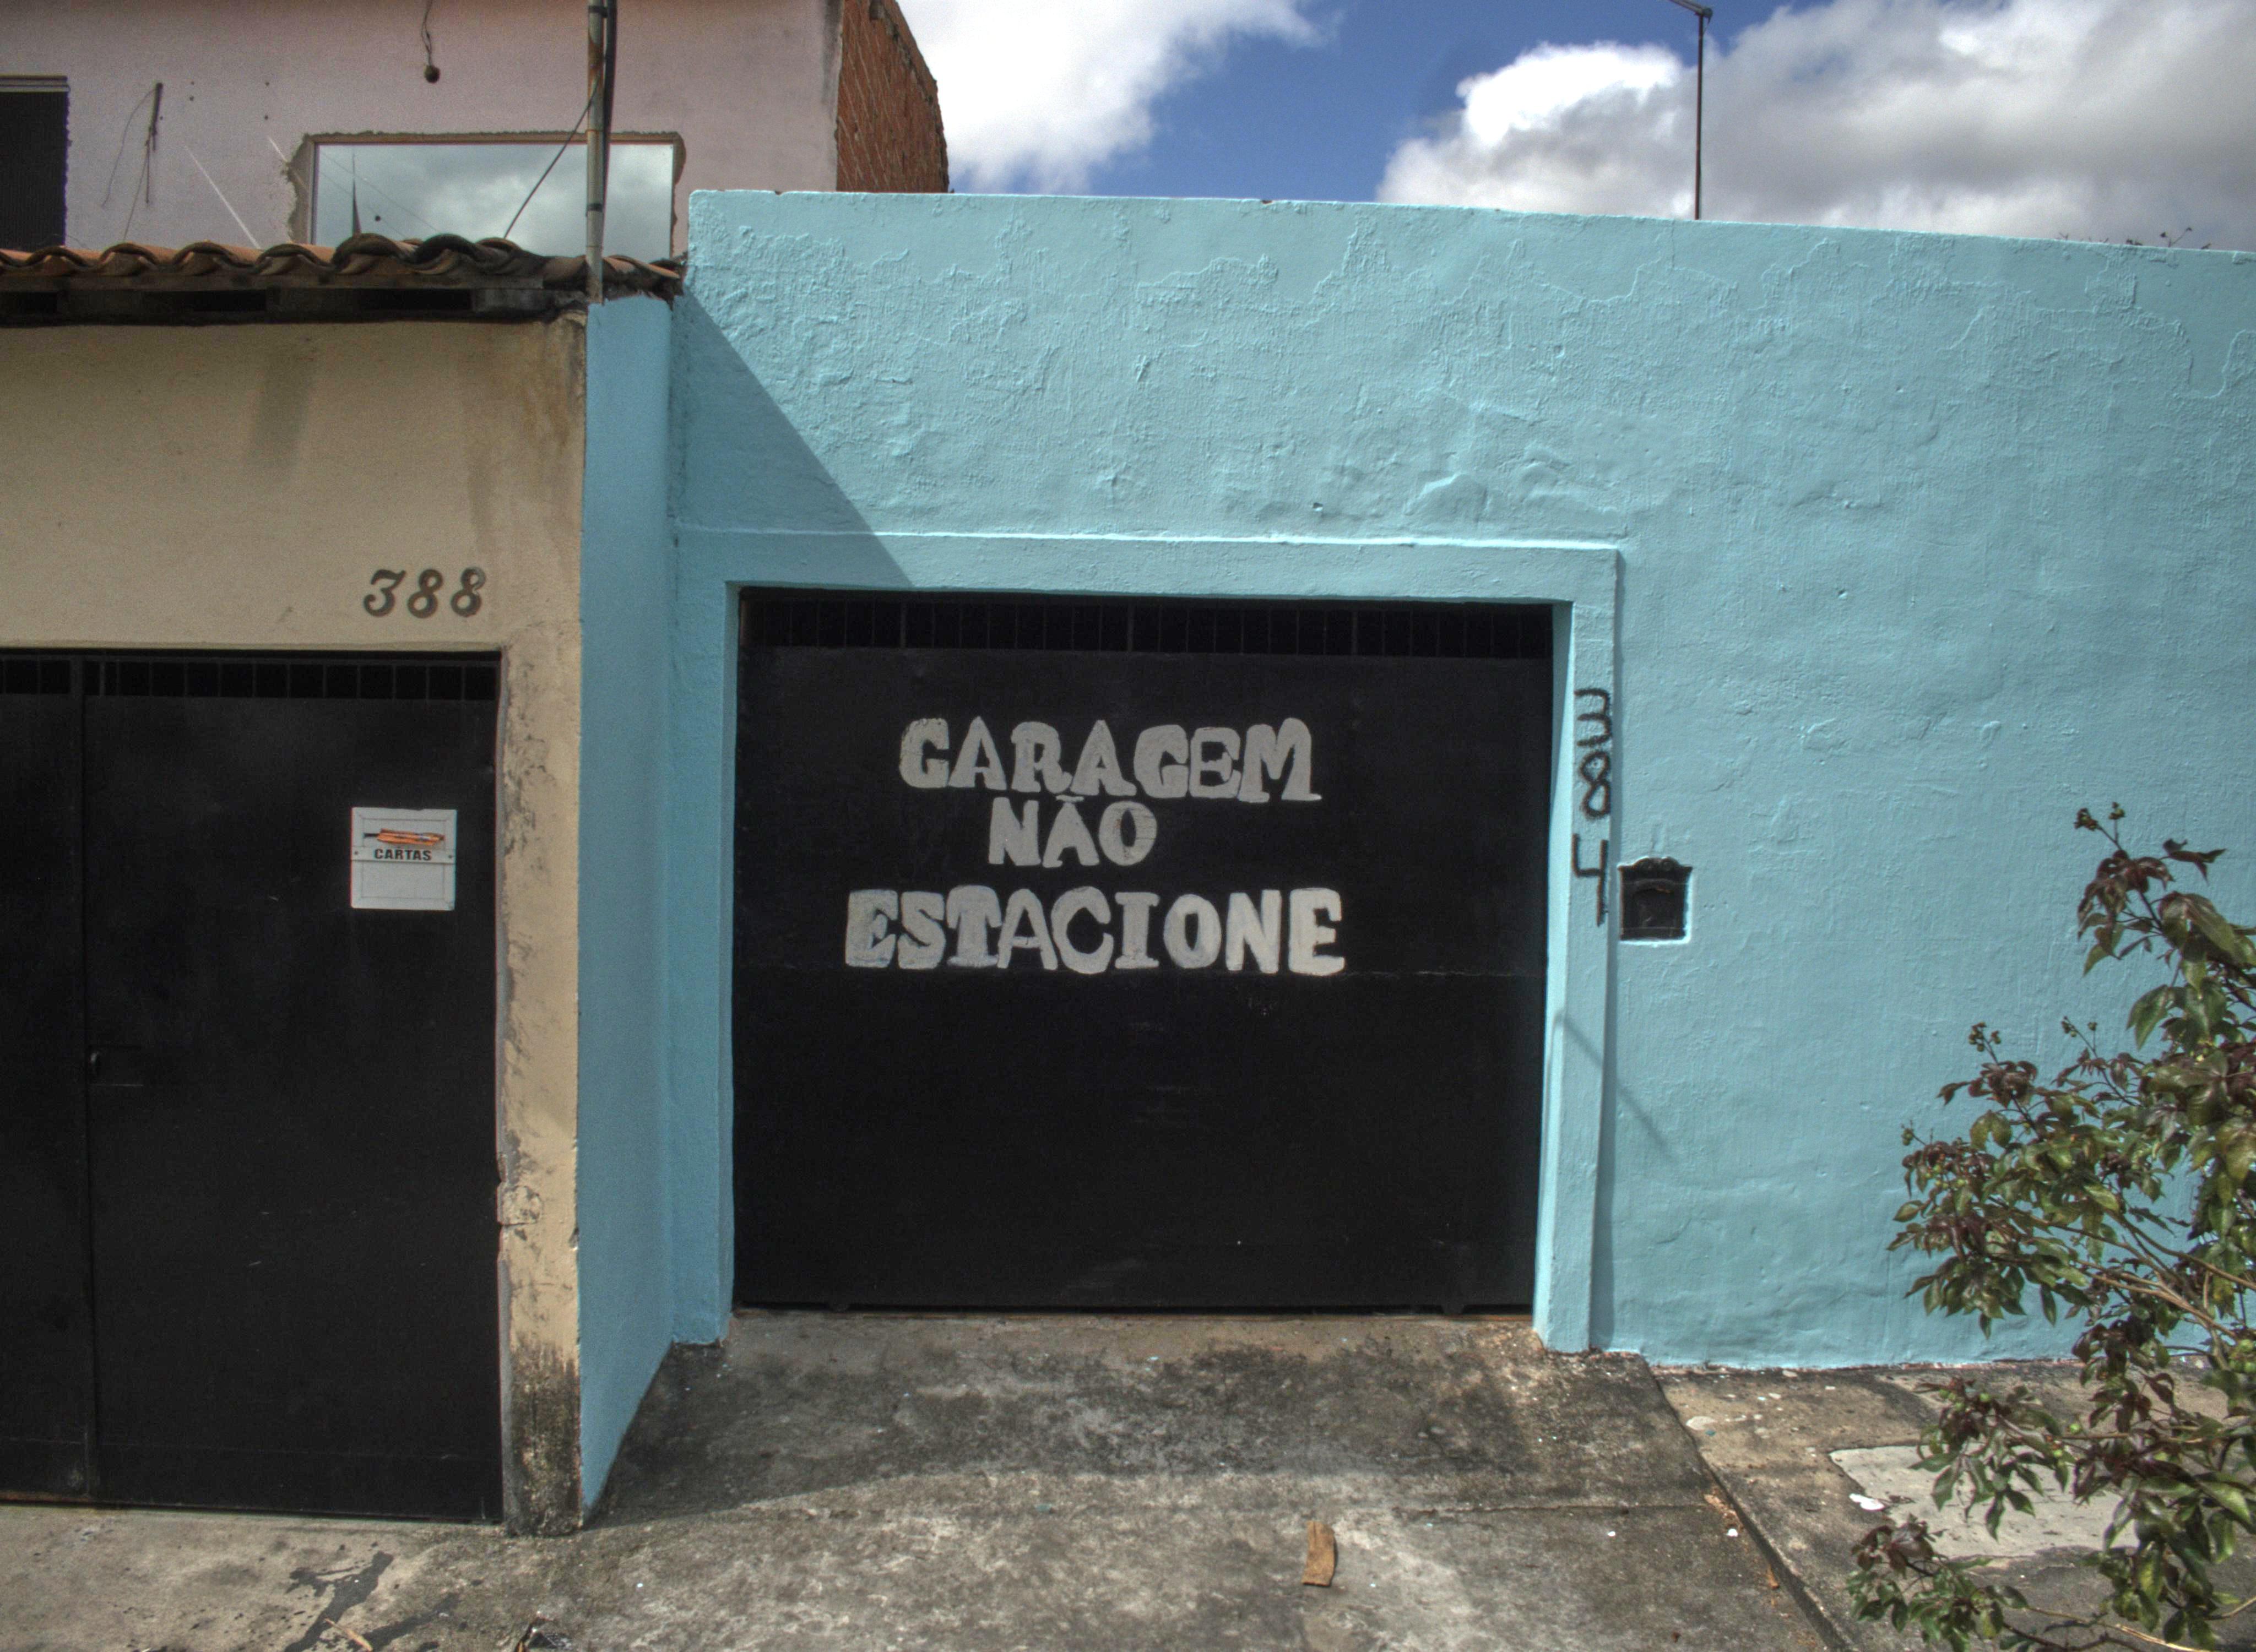 388
CARTAS
GARAGEM
NÃO
ESTACIONE
384